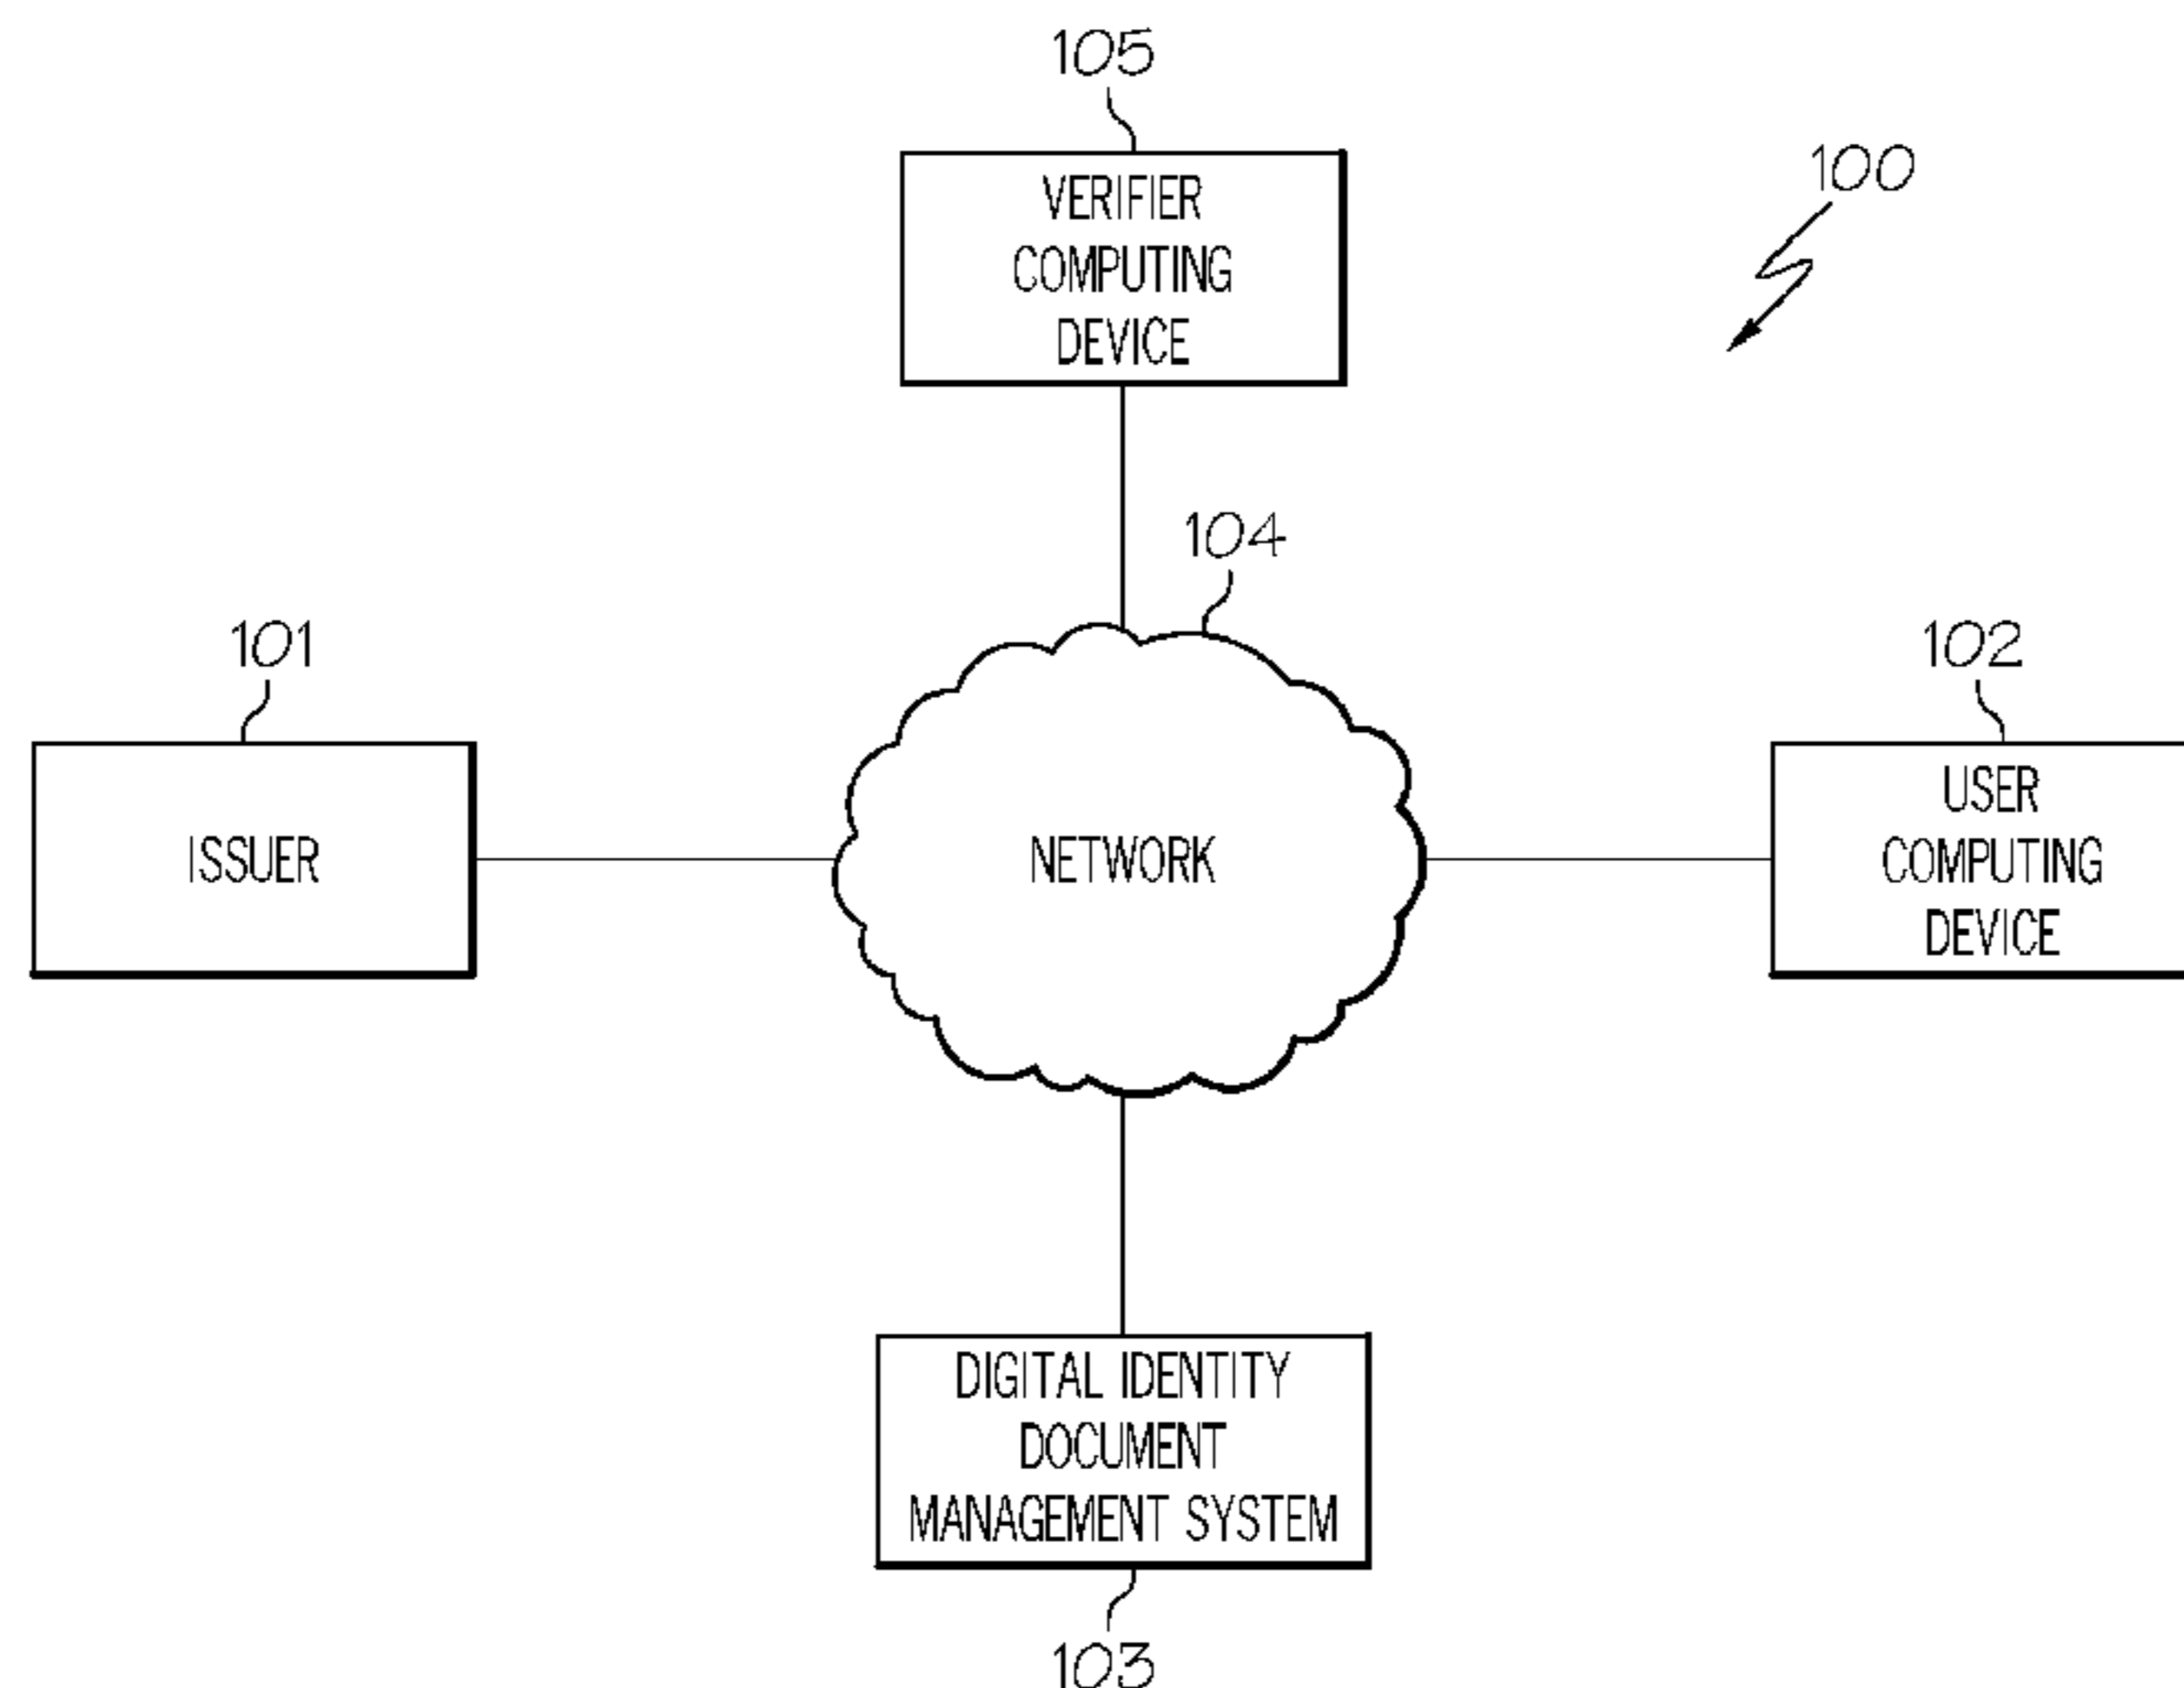 105
VERIFIER
COMPUTING
DEVICE
100
104
101
ISSUER
NETWORK
102
USER
COMPUTING
DEVICE
DIGITAL IDENTITY
DOCUMENT
MANAGEMENT SYSTEM
103